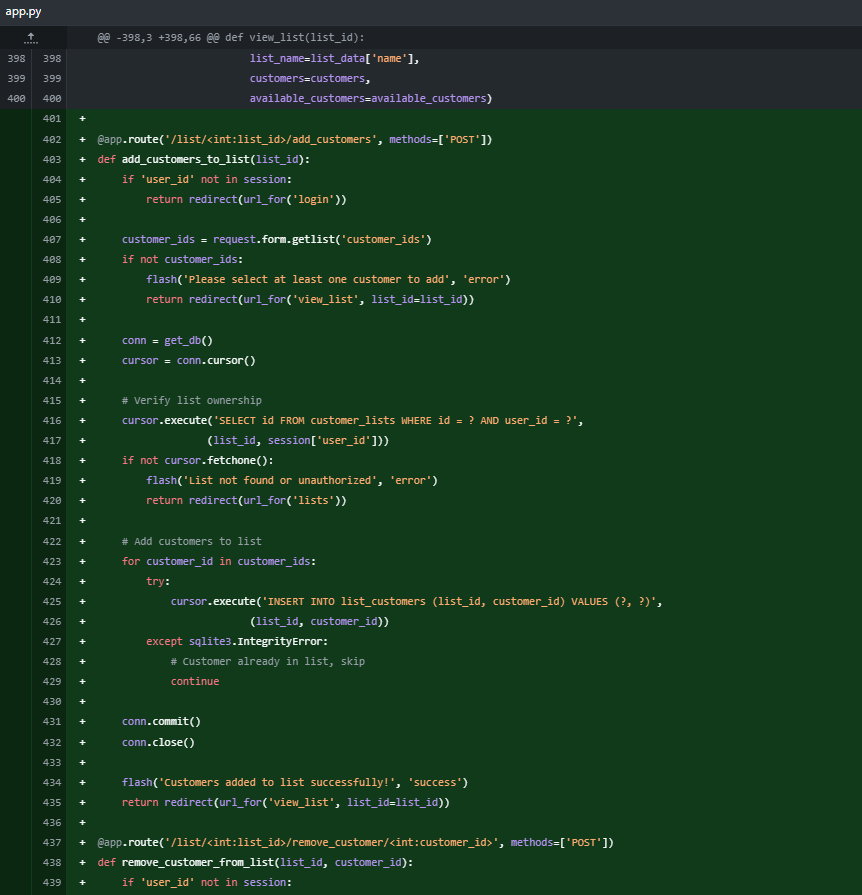 app.py
@@ -398,3 +398,66 @@ def view_list(list_id):
398 398 list_name=list_data['name'],
399 399 customers=customers,
400 400 available_customers=available_customers)
401 +
402 + @app.route('/list/<int:list_id>/add_customers', methods=['POST'])
403 + def add_customers_to_list(list_id):
404 + if 'user_id' not in session:
405 + return redirect(url_for('login'))
406 +
407 + customer_ids = request.form.getlist('customer_ids')
408 + if not customer_ids:
409 + flash('Please select at least one customer to add', 'error')
410 + return redirect(url_for('view_list', list_id=list_id))
411 +
412 + conn = get_db()
413 + cursor = conn.cursor()
414 +
415 + # Verify list ownership
416 + cursor.execute('SELECT id FROM customer_lists WHERE id = ? AND user_id = ?',
417 + (list_id, session['user_id']))
418 + if not cursor.fetchone():
419 + flash('List not found or unauthorized', 'error')
420 + return redirect(url_for('lists'))
421 +
422 + # Add customers to list
423 + for customer_id in customer_ids:
424 + try:
425 + cursor.execute('INSERT INTO list_customers (list_id, customer_id) VALUES (?, ?)',
426 + (list_id, customer_id))
427 + except sqlite3.IntegrityError:
428 + # Customer already in list, skip
429 + continue
430 +
431 + conn.commit()
432 + conn.close()
433 +
434 + flash('Customers added to list successfully!', 'success')
435 + return redirect(url_for('view_list', list_id=list_id))
436 +
437 + @app.route('/list/<int:list_id>/remove_customer/<int:customer_id>', methods=['POST'])
438 + def remove_customer_from_list(list_id, customer_id):
439 + if 'user_id' not in session: